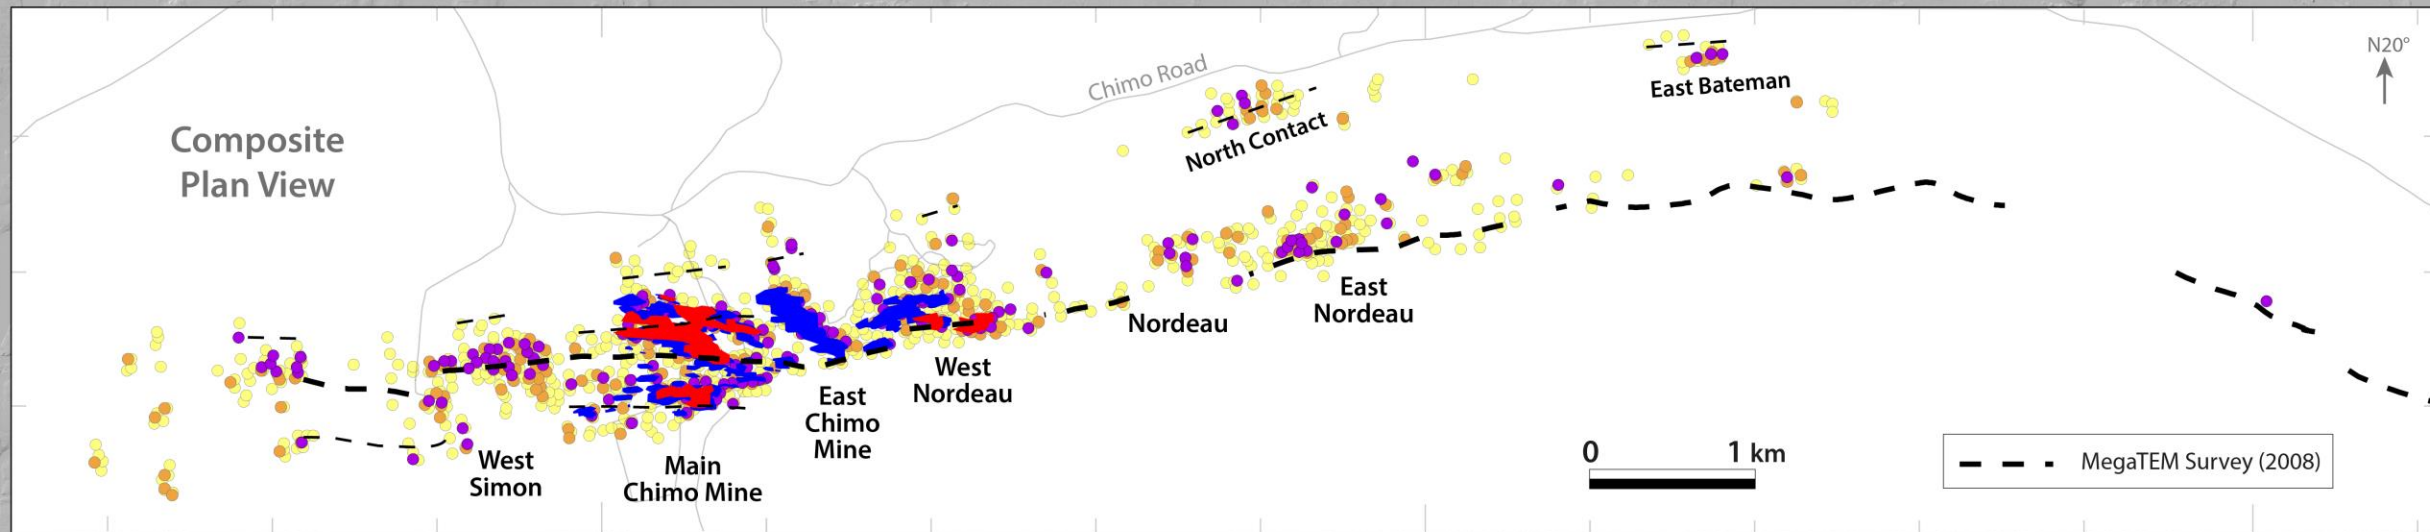 Composite
Plan View
Chimo Road
North Contact
East Bateman
N20°
West
Simon
Main
Chimo Mine
East
Chimo
Mine
West
Nordeau
Nordeau
East
Nordeau
0 1 km
MegaTEM Survey (2008)